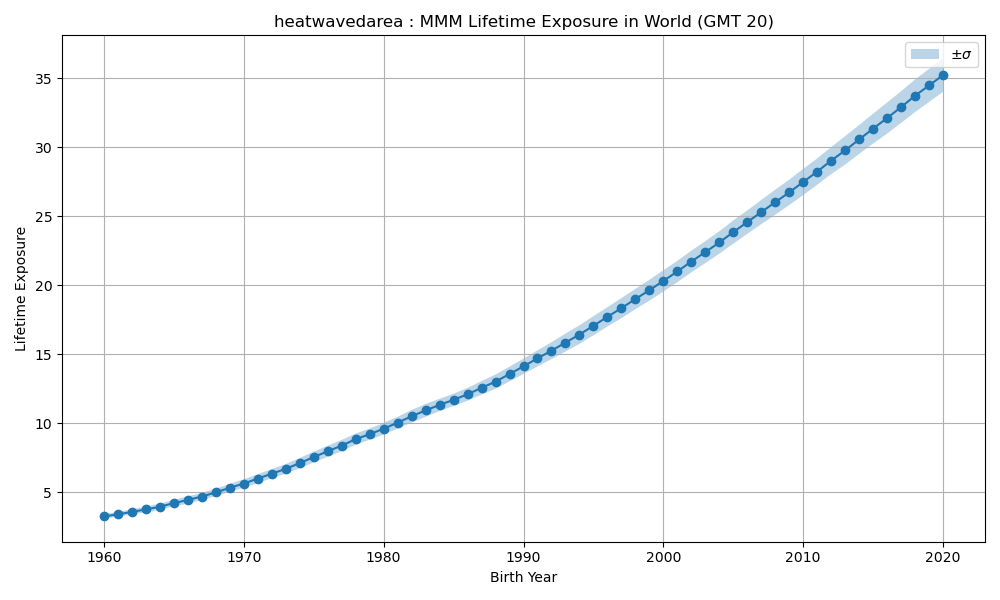 heatwavedarea : MMM Lifetime Exposure in World (GMT 20)
±σ
Lifetime Exposure
35
30
25
20
15
10
5
1960 1970 1980 1990 2000 2010 2020
Birth Year